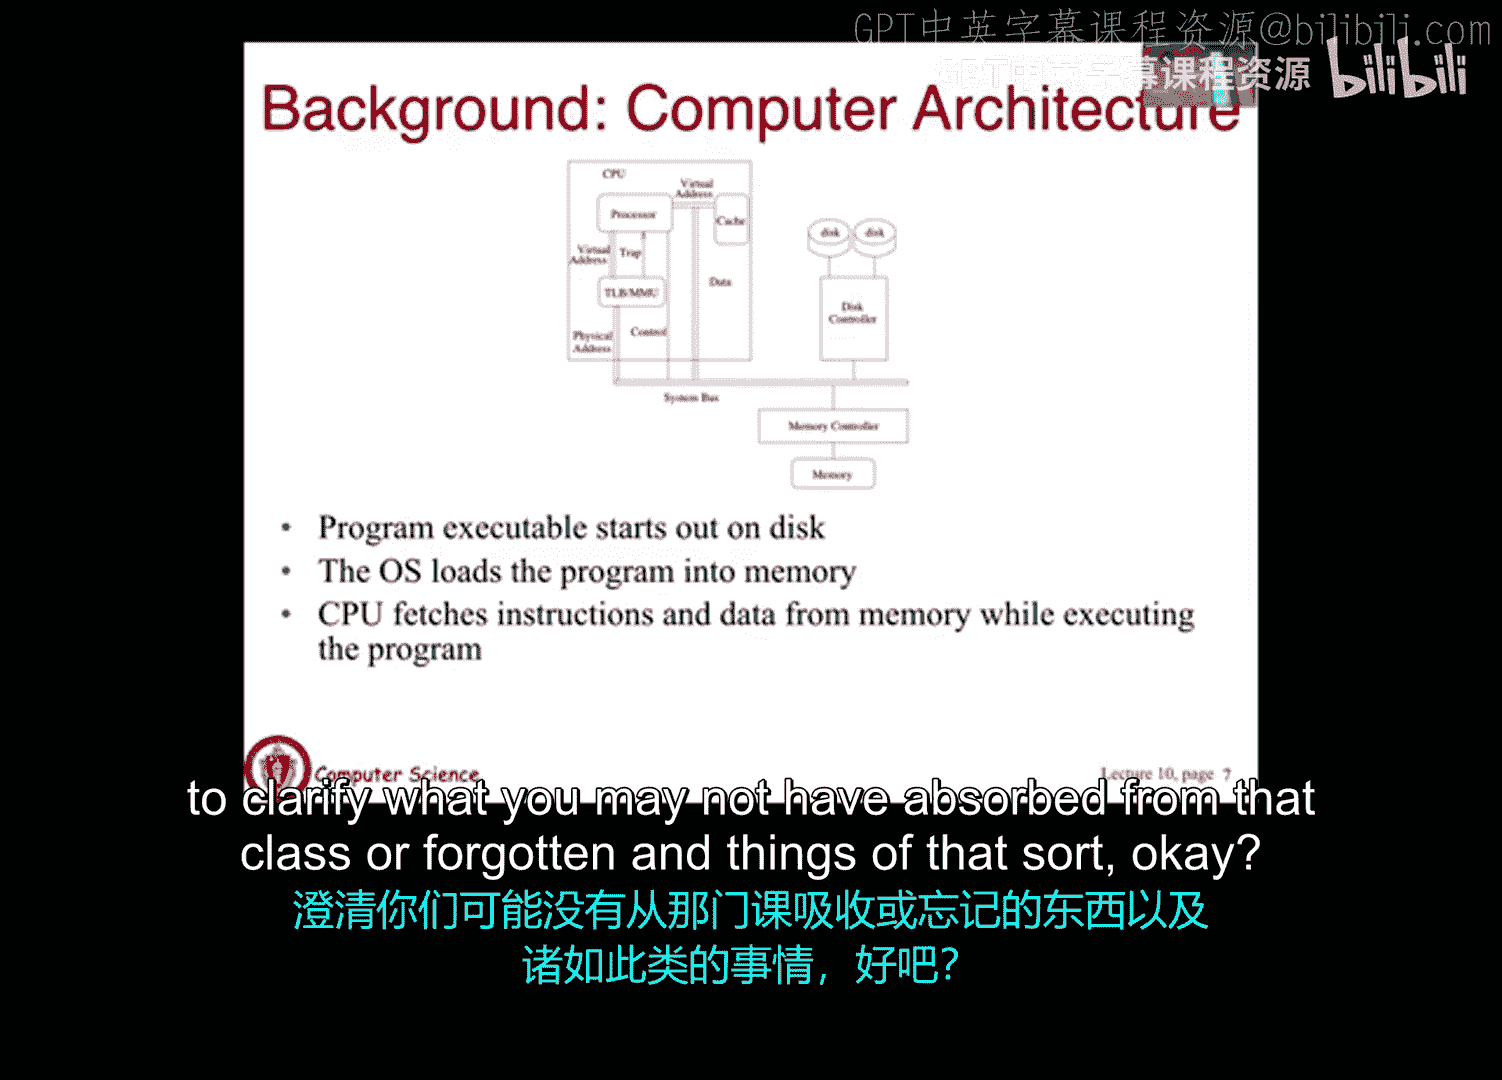 GPT中英字幕课程资源@bilibili.com
课程资源 bilibili
Background: Computer Architecture
CPU
Virtual
Address
Processor
Cache
Virtual
Address
Trap
TLB/MMU
Data
Physical
Address
Control
disk disk
Disk
Controller
System Bus
Memory Controller
Memory
• Program executable starts out on disk
• The OS loads the program into memory
• CPU fetches instructions and data from memory while executing
the program
Computer Science
Lecture 10, page 7
to clarify what you may not have absorbed from that
class or forgotten and things of that sort, okay?
澄清你们可能没有从那门课吸收或忘记的东西以及
诸如此类的事情，好吧？